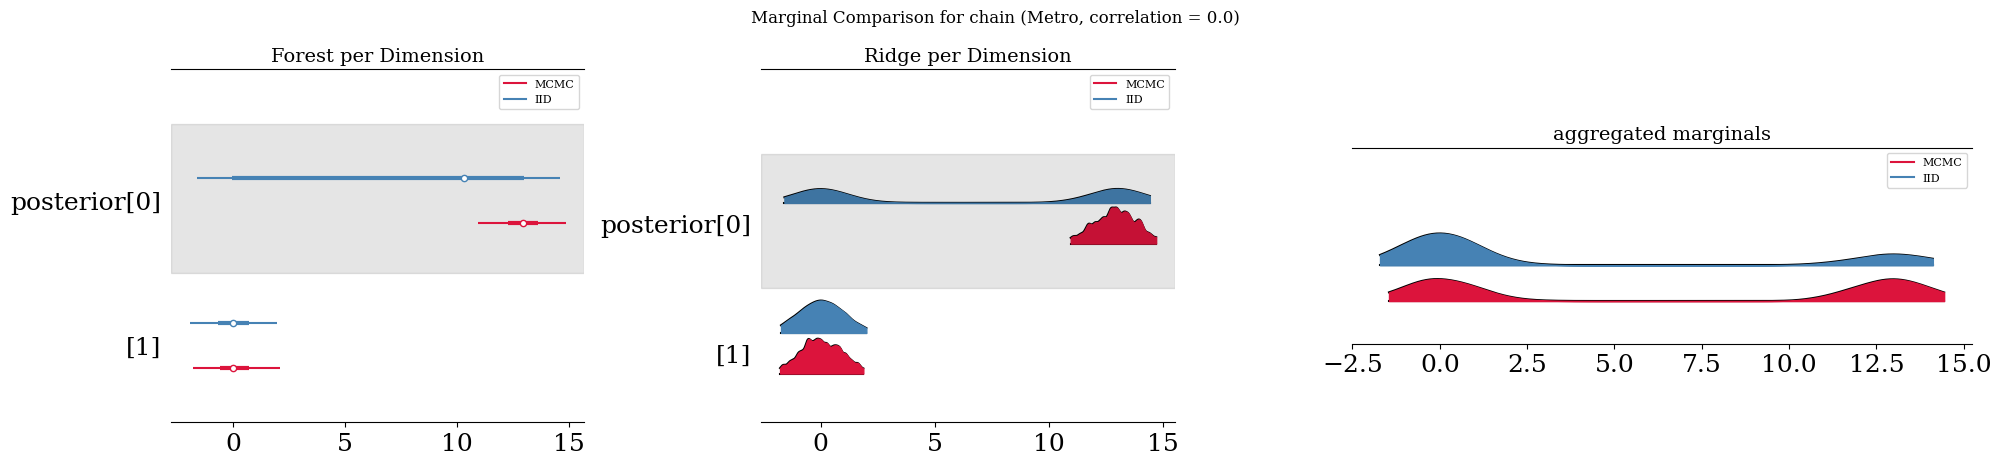 Marginal Comparison for chain (Metro, correlation = 0.0)
Forest per Dimension
MCMC
IID
posterior[0]
[1]
0 5 10 15
Ridge per Dimension
MCMC
IID
posterior[0]
[1]
0 5 10 15
aggregated marginals
MCMC
IID
−2.5 0.0 2.5 5.0 7.5 10.0 12.5 15.0